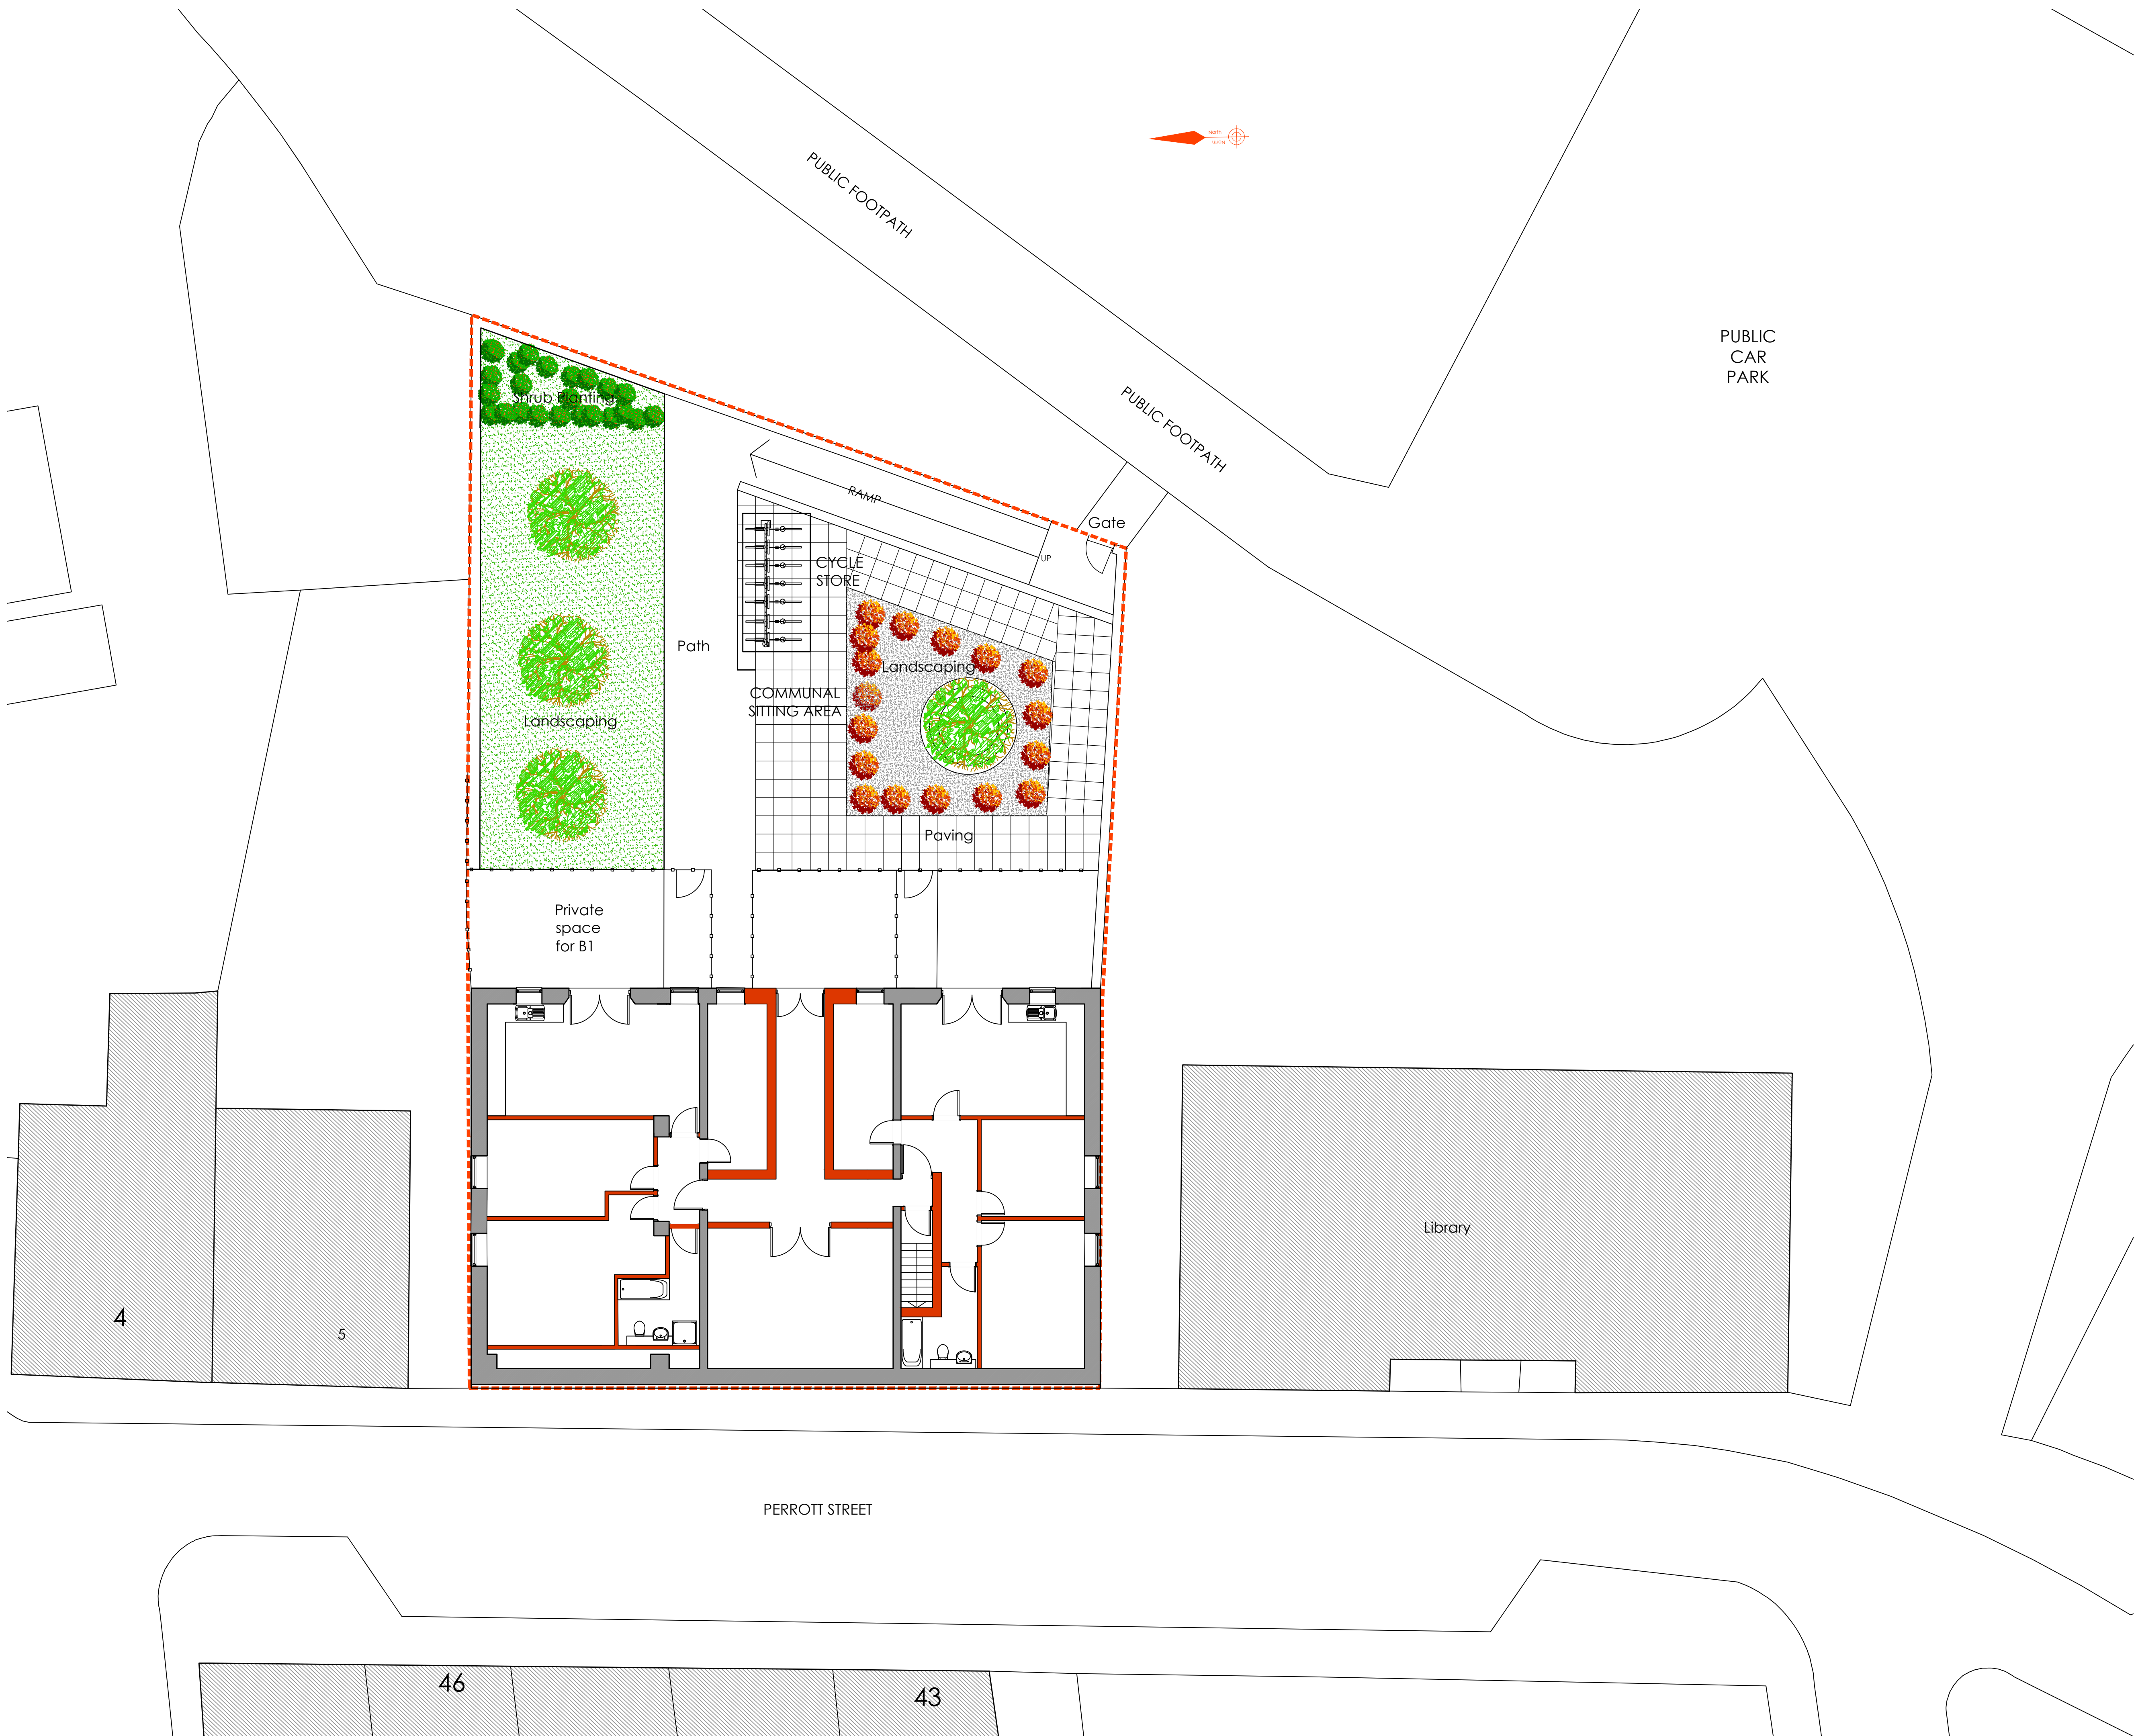 North
PUBLIC FOOTPATH
PUBLIC
CAR
PARK
PUBLIC FOOTPATH
Shrub Planting
RAMP
Gate
UP
CYCLE
STORE
Path
Landscaping
COMMUNAL
SITTING AREA
Landscaping
Paving
Private
space
for B1
Library
4
5
PERROTT STREET
46
43